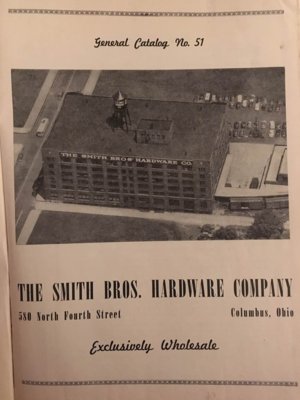 General Catalog No. 51
THE SMITH BROS HARDWARE CO.
THE SMITH BROS. HARDWARE COMPANY
580 North Fourth Street Columbus, Ohio
Exclusively Wholesale